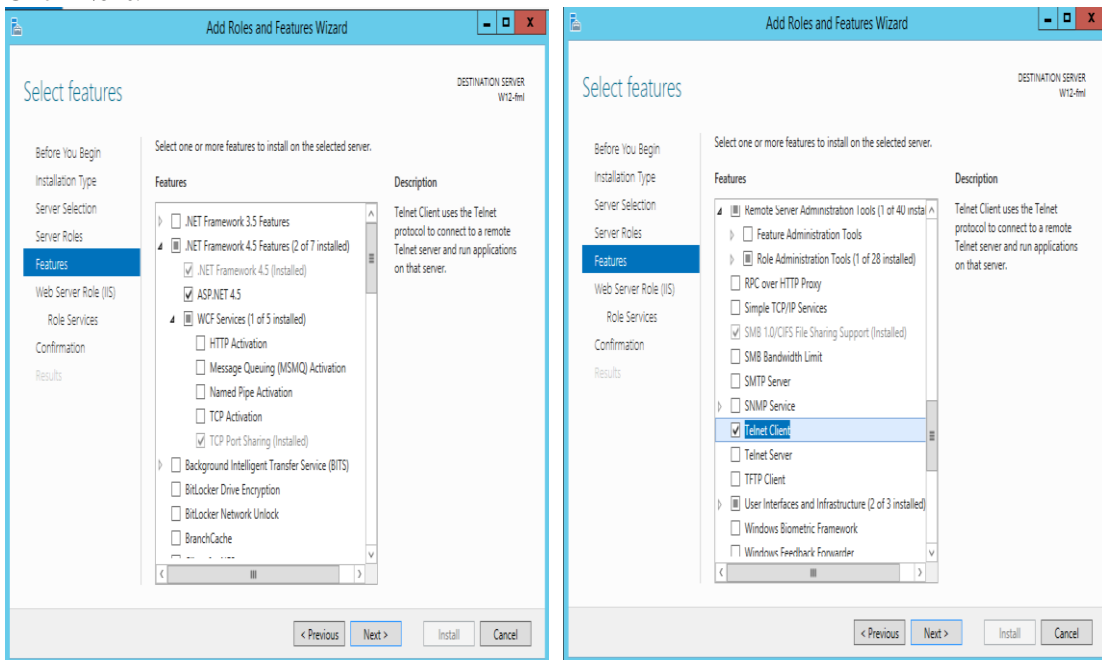 Add Roles and Features Wizard
Select features
DESTINATION SERVER
W12-fml
Before You Begin
Installation Type
Server Selection
Server Roles
Features
Web Server Role (IIS)
Role Services
Confirmation
Results
Select one or more features to install on the selected server.
Features
.NET Framework 3.5 Features
.NET Framework 4.5 Features (2 of 7 installed)
.NET Framework 4.5 (Installed)
ASP.NET 4.5
WCF Services (1 of 5 installed)
HTTP Activation
Message Queuing (MSMQ) Activation
Named Pipe Activation
TCP Activation
TCP Port Sharing (Installed)
Background Intelligent Transfer Service (BITS)
BitLocker Drive Encryption
BitLocker Network Unlock
BranchCache
Description
Telnet Client uses the Telnet
protocol to connect to a remote
Telnet server and run applications
on that server.
< Previous
Next >
Install
Cancel
Add Roles and Features Wizard
Select features
DESTINATION SERVER
W12-fml
Before You Begin
Installation Type
Server Selection
Server Roles
Features
Web Server Role (IIS)
Role Services
Confirmation
Results
Select one or more features to install on the selected server.
Features
Remote Server Administration Tools (1 of 40 insta
Feature Administration Tools
Role Administration Tools (1 of 28 installed)
RPC over HTTP Proxy
Simple TCP/IP Services
SMB 1.0/CIFS File Sharing Support (Installed)
SMB Bandwidth Limit
SMTP Server
SNMP Service
Telnet Client
Telnet Server
TFTP Client
User Interfaces and Infrastructure (2 of 3 installed)
Windows Biometric Framework
Windows Feedback Forwarder
Description
Telnet Client uses the Telnet
protocol to connect to a remote
Telnet server and run applications
on that server.
< Previous
Next >
Install
Cancel